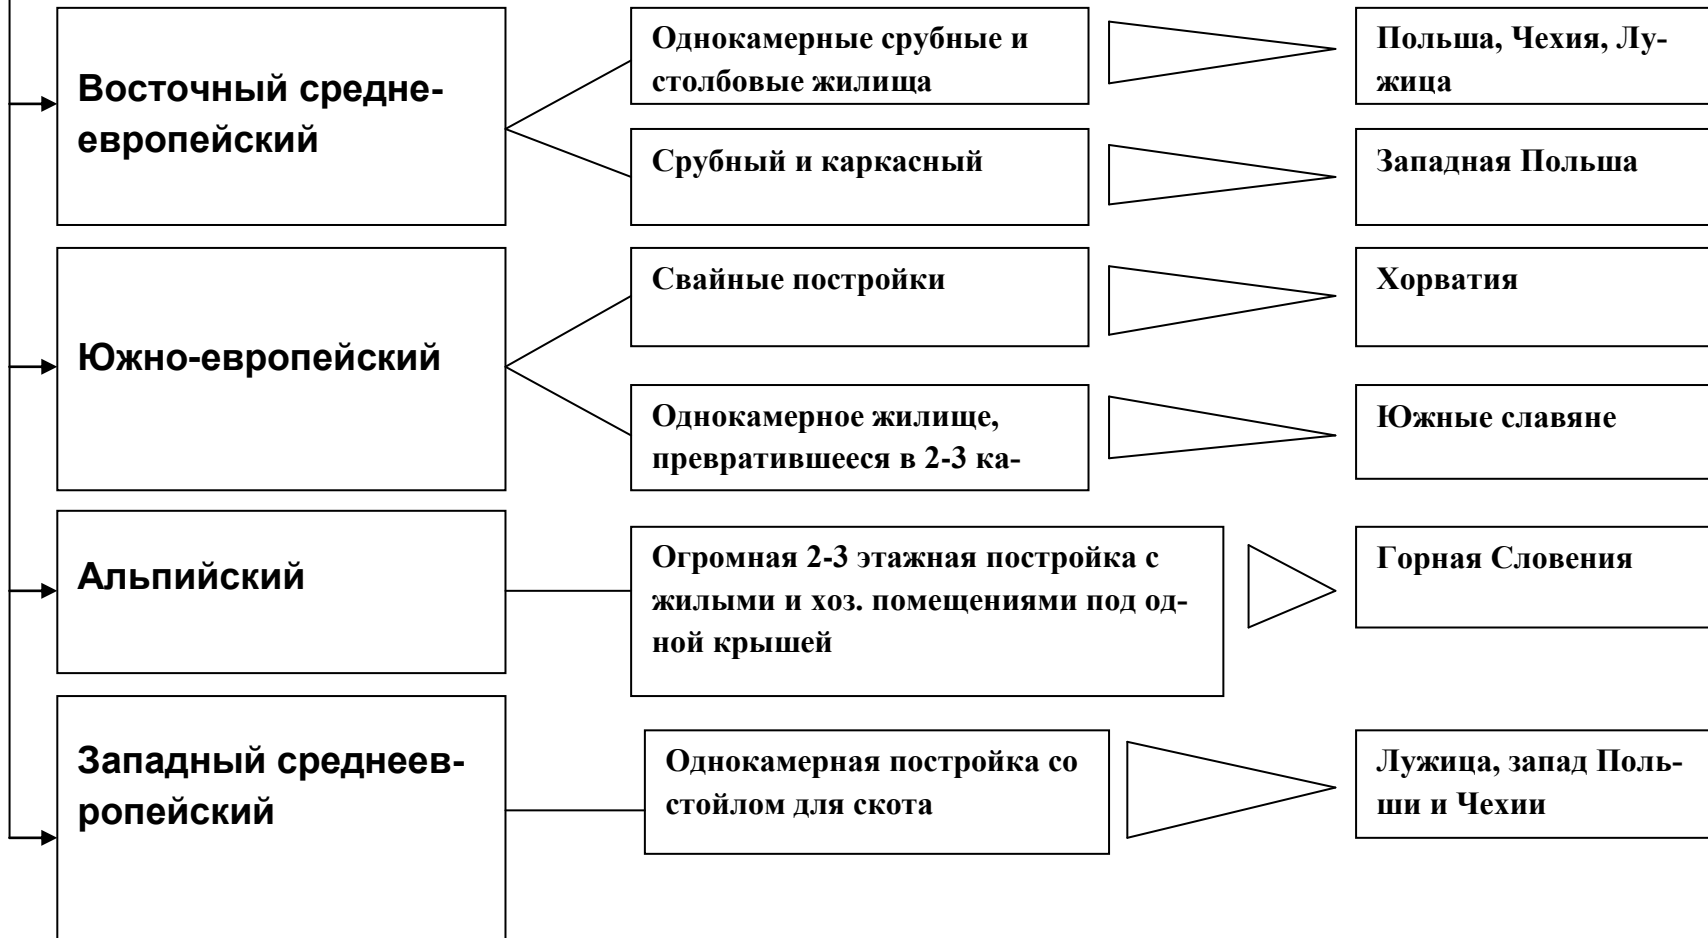 Восточный средне-
европейский
Однокамерные срубные и
столбовые жилища
Польша, Чехия, Лу-
жица
Срубный и каркасный
Западная Польша
Южно-европейский
Свайные постройки
Хорватия
Однокамерное жилище,
превратившееся в 2-3 ка-
Южные славяне
Альпийский
Огромная 2-3 этажная постройка с
жилыми и хоз. помещениями под од-
ной крышей
Горная Словения
Западный среднеев-
ропейский
Однокамерная постройка со
стойлом для скота
Лужица, запад Поль-
ши и Чехии